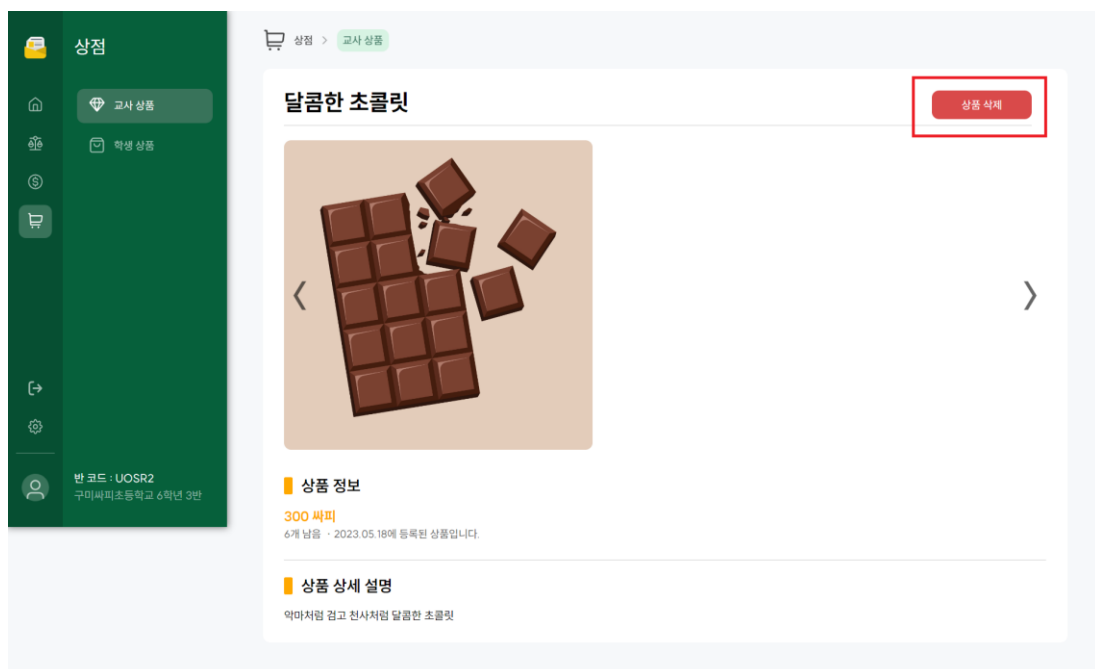 상점
교사 상품
학생 상품
반 코드 : UOSR2
구미싸피초등학교 6학년 3반
상점 > 교사 상품
달콤한 초콜릿
상품 삭제
상품 정보
300 싸피
6개 남음 · 2023.05.18에 등록된 상품입니다.
상품 상세 설명
악마처럼 검고 천사처럼 달콤한 초콜릿